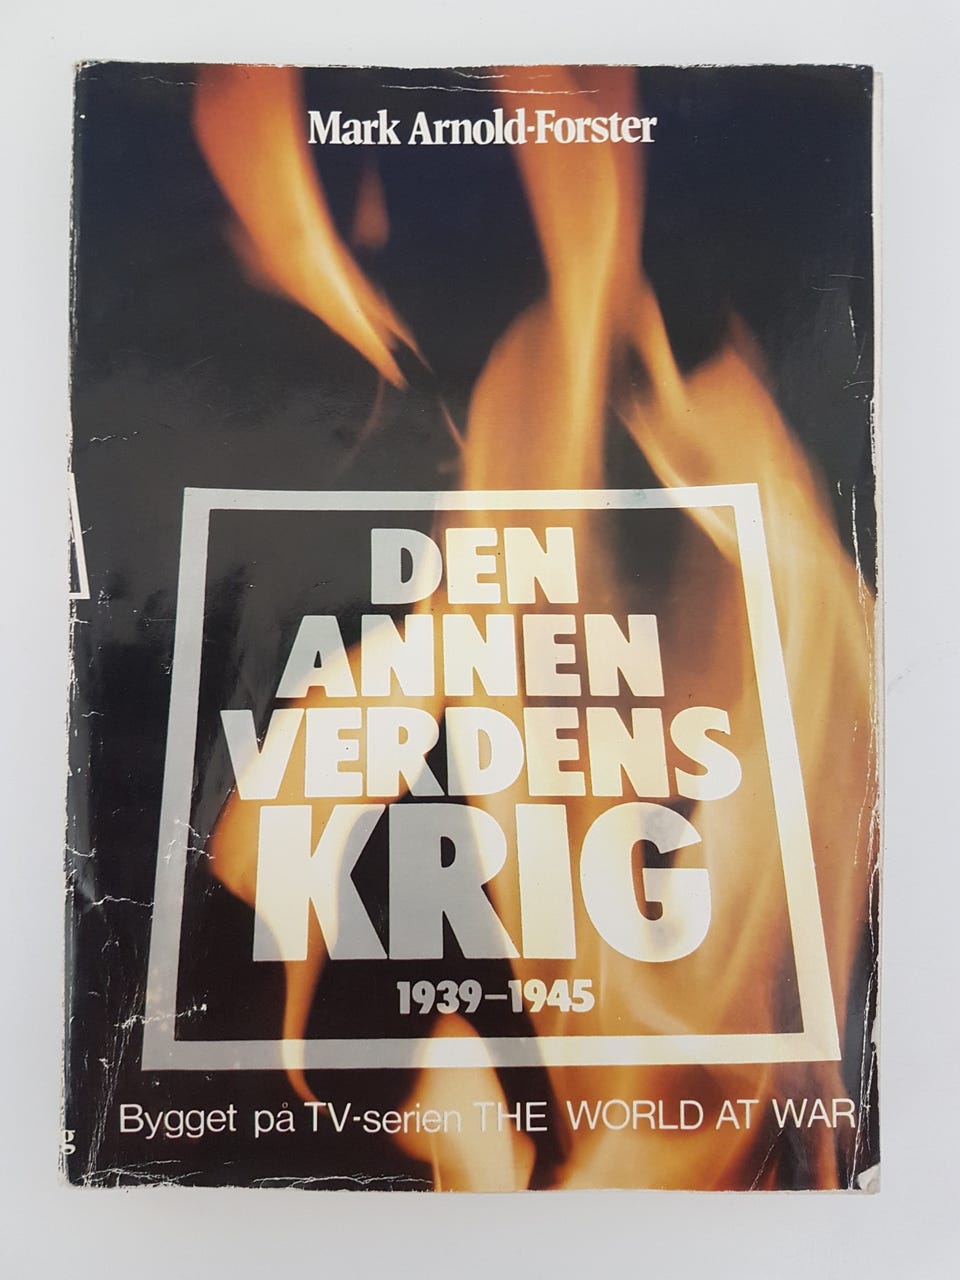 Mark Arnold-Forster
DEN
ANNEN
VERDENS
KRIG
1939–1945
Bygget på TV-serien THE WORLD AT WAR
g